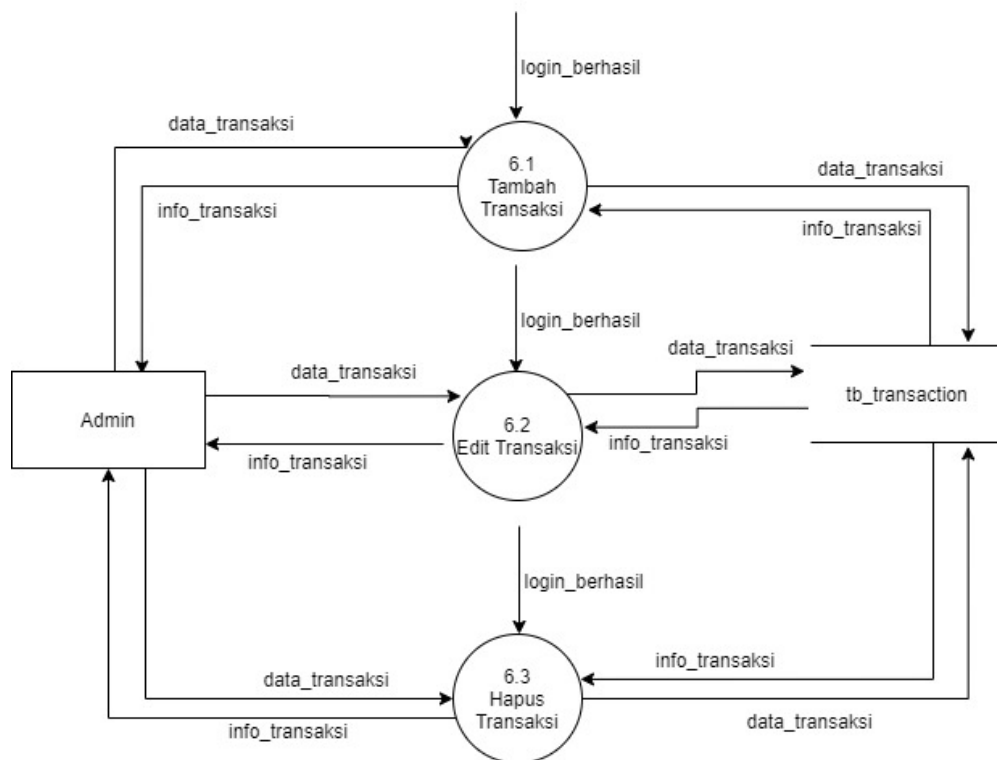 login_berhasil
data_transaksi
6.1
Tambah
Transaksi
data_transaksi
info_transaksi
info_transaksi
login_berhasil
data_transaksi
data_transaksi
Admin
6.2
Edit Transaksi
tb_transaction
info_transaksi
info_transaksi
login_berhasil
6.3
Hapus
Transaksi
info_transaksi
data_transaksi
info_transaksi
data_transaksi